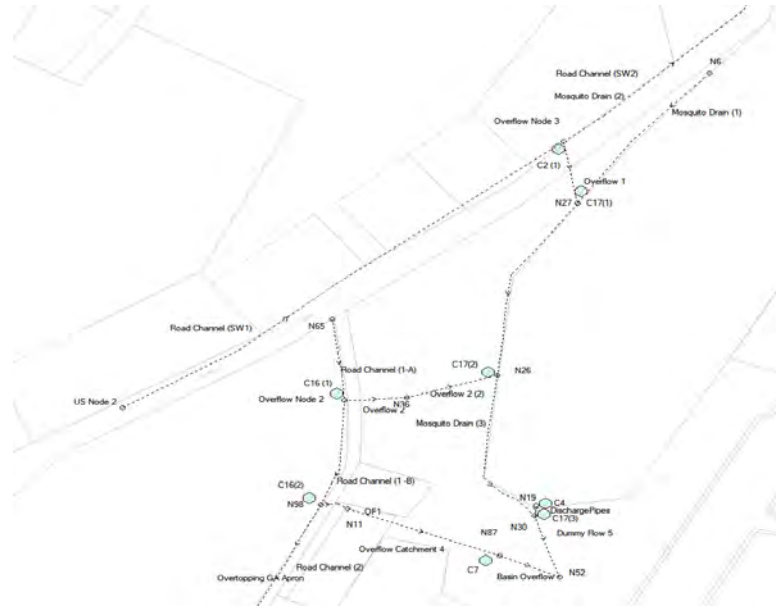 N6
Road Channel (SW2)
Mosquito Drain (2)
Mosquito Drain (1)
Overflow Node 3
C2 (1)
Overflow 1
N27
C17(1)
Road Channel (SW1)
N65
C17(2)
N26
Road Channel (1-A)
C16 (1)
Overflow 2 (2)
US Node 2
Overflow Node 2
N36
Overflow 2
Mosquito Drain (3)
Road Channel (1 -B)
C16(2)
N98
N19
C4
DischargePipes
OF1
N11
N30
C17(3)
N87
Dummy Row 5
Overflow Catchment 4
Road Channel (2)
C7
Overtopping GA Apron
Basin Overflow
N52